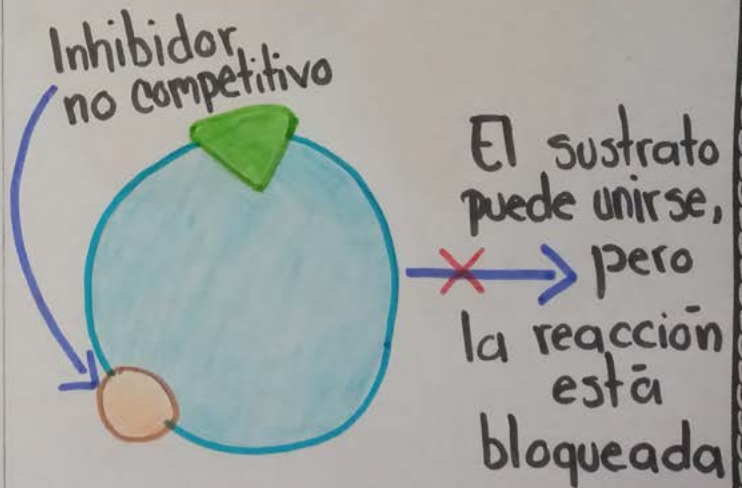 Inhibidor
no competitivo
El sustrato
puede unirse,
pero
la reacción
está
bloqueada